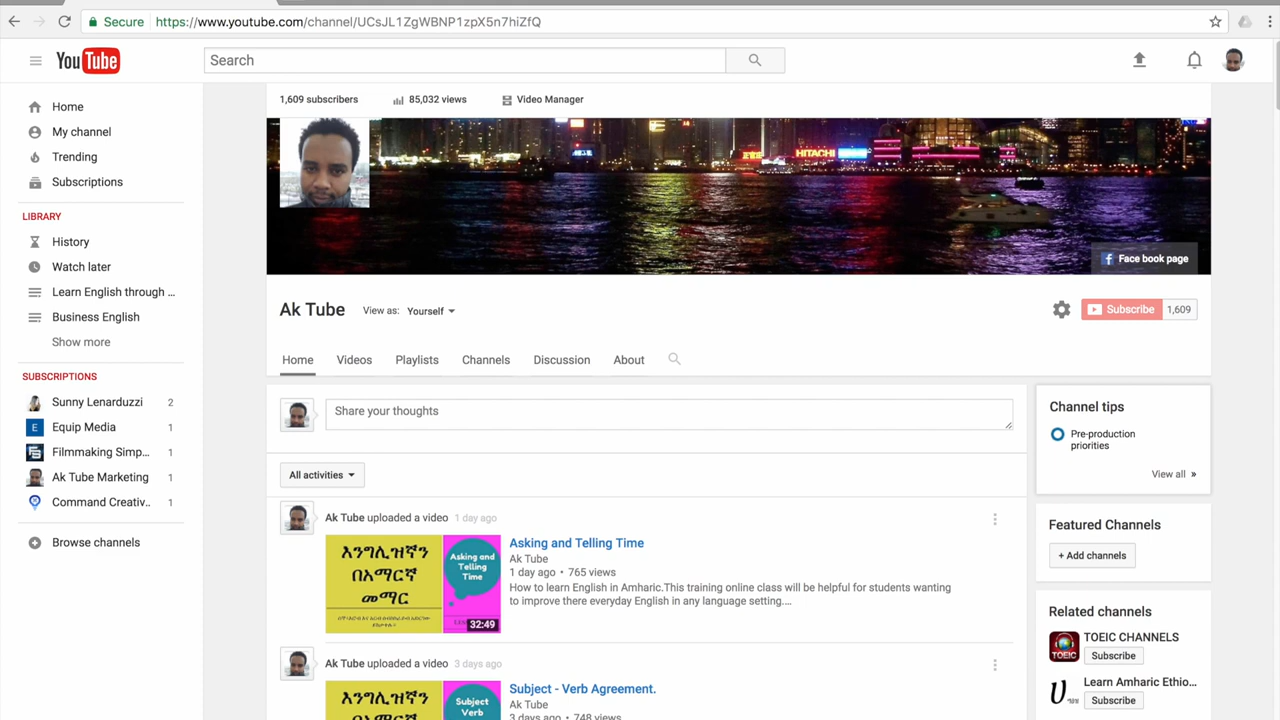 Secure
https://www.youtube.com/channel/UCsJL1ZgWBNP1zpX5n7hiZfQ
YouTube
Search
Home
My channel
Trending
Subscriptions
LIBRARY
History
Watch later
Learn English through ...
Business English
Show more
SUBSCRIPTIONS
Sunny Lenarduzzi 2
Equip Media 1
Filmmaking Simp... 1
Ak Tube Marketing 1
Command Creativ.. 1
Browse channels
1,609 subscribers
85,032 views
Video Manager
HITACHI
Face book page
Ak Tube
View as: Yourself
Subscribe 1,609
Home
Videos
Playlists
Channels
Discussion
About
Share your thoughts
All activities
Ak Tube uploaded a video 1 day ago
እንግሊዝኛን
በአማርኛ
መማር
Asking and
Telling
Time
32:49
Asking and Telling Time
Ak Tube
1 day ago • 765 views
How to learn English in Amharic.This training online class will be helpful for students wanting
to improve there everyday English in any language setting....
Ak Tube uploaded a video 3 days ago
እንግሊዝኛን
Subject
Verb
Subject - Verb Agreement.
Ak Tube
3 days ago • 748 views
Channel tips
Pre-production
priorities
View all »
Featured Channels
+ Add channels
Related channels
TOEIC
TOEIC CHANNELS
Subscribe
Learn Amharic Ethio...
Subscribe